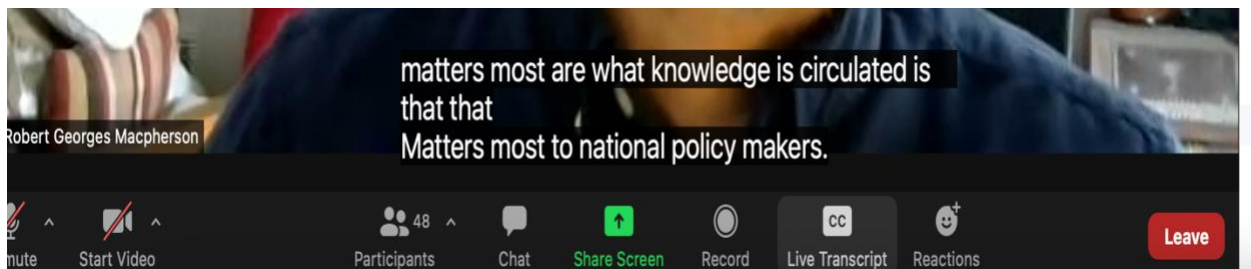 matters most are what knowledge is circulated is
that that
Matters most to national policy makers.
Robert Georges Macpherson
48
CC
mute
Start Video
Participants
Chat
Share Screen
Record
Live Transcript
Reactions
Leave